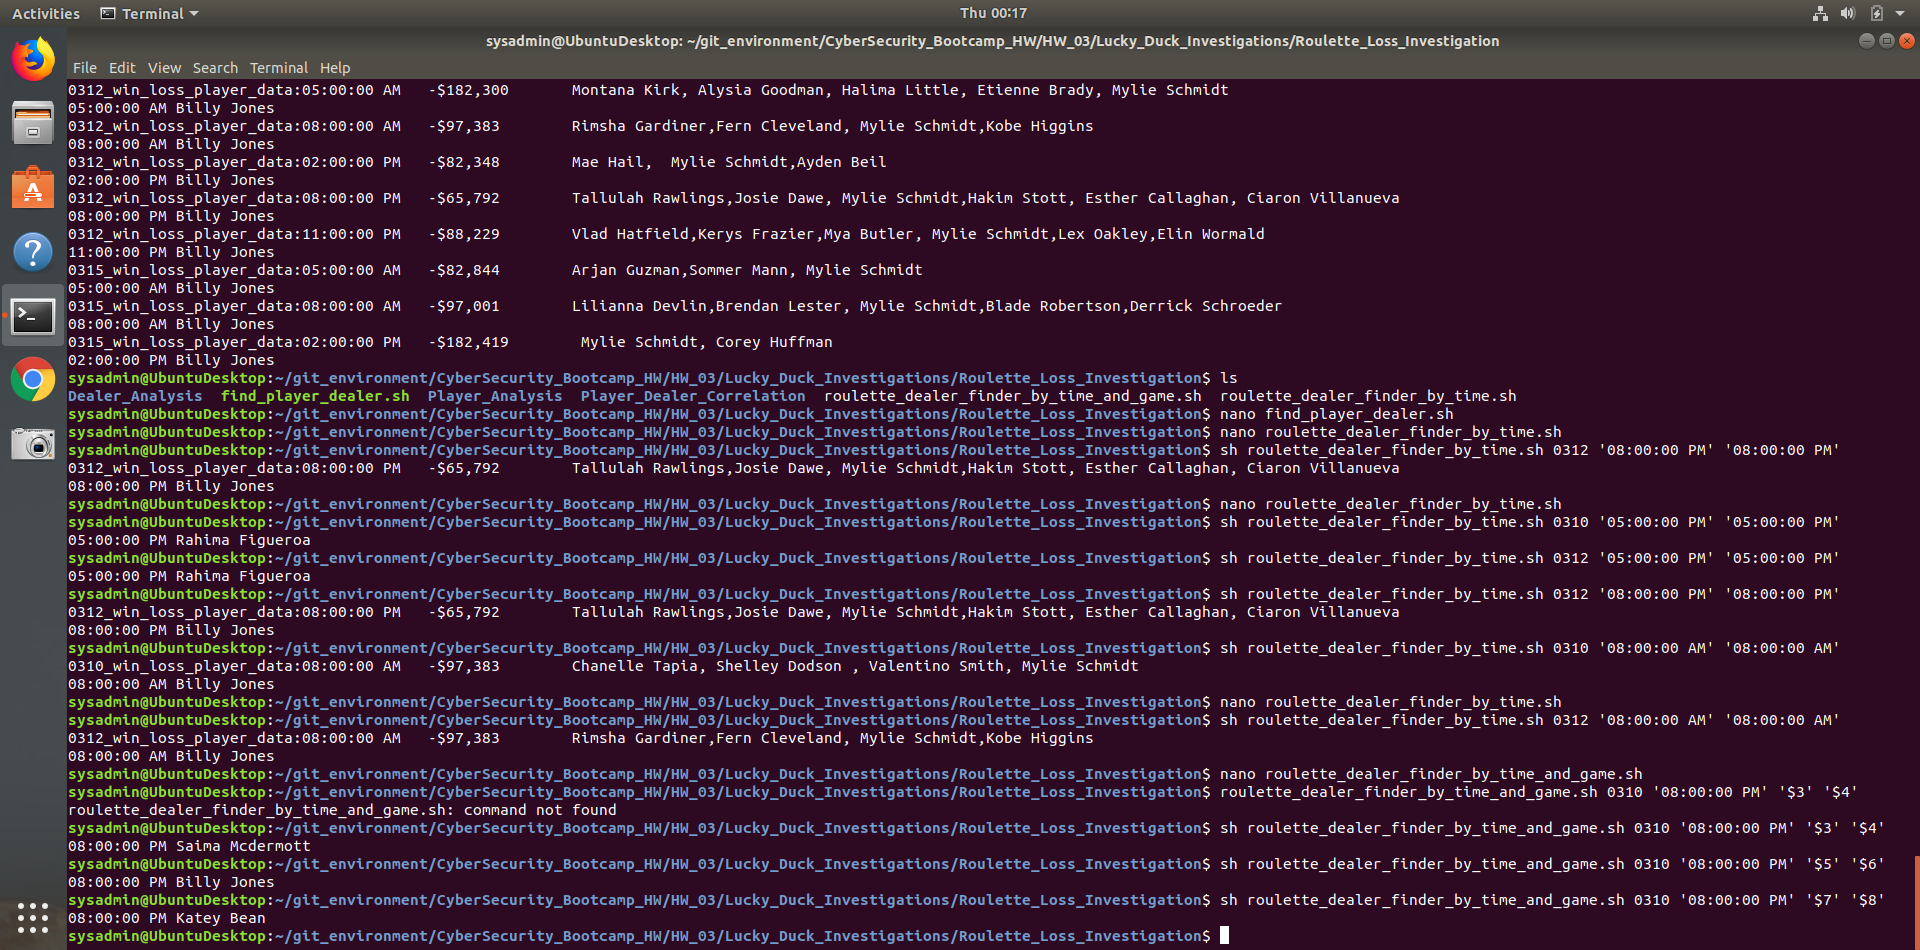 Activities Terminal Thu 00:17
sysadmin@UbuntuDesktop: ~/git_environment/CyberSecurity_Bootcamp_HW/HW_03/Lucky_Duck_Investigations/Roulette_Loss_Investigation
File Edit View Search Terminal Help
0312_win_loss_player_data:05:00:00 AM -$182,300 Montana Kirk, Alysia Goodman, Halima Little, Etienne Brady, Mylie Schmidt
05:00:00 AM Billy Jones
0312_win_loss_player_data:08:00:00 AM -$97,383 Rimsha Gardiner,Fern Cleveland, Mylie Schmidt,Kobe Higgins
08:00:00 AM Billy Jones
0312_win_loss_player_data:02:00:00 PM -$82,348 Mae Hail,  Mylie Schmidt,Ayden Beil
02:00:00 PM Billy Jones
0312_win_loss_player_data:08:00:00 PM -$65,792 Tallulah Rawlings,Josie Dawe, Mylie Schmidt,Hakim Stott, Esther Callaghan, Ciaron Villanueva
08:00:00 PM Billy Jones
0312_win_loss_player_data:11:00:00 PM -$88,229 Vlad Hatfield,Kerys Frazier,Mya Butler, Mylie Schmidt,Lex Oakley,Elin Wormald
11:00:00 PM Billy Jones
0315_win_loss_player_data:05:00:00 AM -$82,844 Arjan Guzman,Sommer Mann, Mylie Schmidt
05:00:00 AM Billy Jones
0315_win_loss_player_data:08:00:00 AM -$97,001 Lilianna Devlin,Brendan Lester, Mylie Schmidt,Blade Robertson,Derrick Schroeder
08:00:00 AM Billy Jones
0315_win_loss_player_data:02:00:00 PM -$182,419 Mylie Schmidt, Corey Huffman
02:00:00 PM Billy Jones
sysadmin@UbuntuDesktop:~/git_environment/CyberSecurity_Bootcamp_HW/HW_03/Lucky_Duck_Investigations/Roulette_Loss_Investigation$ ls
Dealer_Analysis find_player_dealer.sh Player_Analysis Player_Dealer_Correlation roulette_dealer_finder_by_time_and_game.sh roulette_dealer_finder_by_time.sh
sysadmin@UbuntuDesktop:~/git_environment/CyberSecurity_Bootcamp_HW/HW_03/Lucky_Duck_Investigations/Roulette_Loss_Investigation$ nano find_player_dealer.sh
sysadmin@UbuntuDesktop:~/git_environment/CyberSecurity_Bootcamp_HW/HW_03/Lucky_Duck_Investigations/Roulette_Loss_Investigation$ nano roulette_dealer_finder_by_time.sh
sysadmin@UbuntuDesktop:~/git_environment/CyberSecurity_Bootcamp_HW/HW_03/Lucky_Duck_Investigations/Roulette_Loss_Investigation$ sh roulette_dealer_finder_by_time.sh 0312 '08:00:00 PM' '08:00:00 PM'
0312_win_loss_player_data:08:00:00 PM -$65,792 Tallulah Rawlings,Josie Dawe, Mylie Schmidt,Hakim Stott, Esther Callaghan, Ciaron Villanueva
08:00:00 PM Billy Jones
sysadmin@UbuntuDesktop:~/git_environment/CyberSecurity_Bootcamp_HW/HW_03/Lucky_Duck_Investigations/Roulette_Loss_Investigation$ nano roulette_dealer_finder_by_time.sh
sysadmin@UbuntuDesktop:~/git_environment/CyberSecurity_Bootcamp_HW/HW_03/Lucky_Duck_Investigations/Roulette_Loss_Investigation$ sh roulette_dealer_finder_by_time.sh 0310 '05:00:00 PM' '05:00:00 PM'
05:00:00 PM Rahima Figueroa
sysadmin@UbuntuDesktop:~/git_environment/CyberSecurity_Bootcamp_HW/HW_03/Lucky_Duck_Investigations/Roulette_Loss_Investigation$ sh roulette_dealer_finder_by_time.sh 0312 '05:00:00 PM' '05:00:00 PM'
05:00:00 PM Rahima Figueroa
sysadmin@UbuntuDesktop:~/git_environment/CyberSecurity_Bootcamp_HW/HW_03/Lucky_Duck_Investigations/Roulette_Loss_Investigation$ sh roulette_dealer_finder_by_time.sh 0312 '08:00:00 PM' '08:00:00 PM'
0312_win_loss_player_data:08:00:00 PM -$65,792 Tallulah Rawlings,Josie Dawe, Mylie Schmidt,Hakim Stott, Esther Callaghan, Ciaron Villanueva
08:00:00 PM Billy Jones
sysadmin@UbuntuDesktop:~/git_environment/CyberSecurity_Bootcamp_HW/HW_03/Lucky_Duck_Investigations/Roulette_Loss_Investigation$ sh roulette_dealer_finder_by_time.sh 0310 '08:00:00 AM' '08:00:00 AM'
0310_win_loss_player_data:08:00:00 AM -$97,383 Chanelle Tapia, Shelley Dodson , Valentino Smith, Mylie Schmidt
08:00:00 AM Billy Jones
sysadmin@UbuntuDesktop:~/git_environment/CyberSecurity_Bootcamp_HW/HW_03/Lucky_Duck_Investigations/Roulette_Loss_Investigation$ nano roulette_dealer_finder_by_time.sh
sysadmin@UbuntuDesktop:~/git_environment/CyberSecurity_Bootcamp_HW/HW_03/Lucky_Duck_Investigations/Roulette_Loss_Investigation$ sh roulette_dealer_finder_by_time.sh 0312 '08:00:00 AM' '08:00:00 AM'
0312_win_loss_player_data:08:00:00 AM -$97,383 Rimsha Gardiner,Fern Cleveland, Mylie Schmidt,Kobe Higgins
08:00:00 AM Billy Jones
sysadmin@UbuntuDesktop:~/git_environment/CyberSecurity_Bootcamp_HW/HW_03/Lucky_Duck_Investigations/Roulette_Loss_Investigation$ nano roulette_dealer_finder_by_time_and_game.sh
sysadmin@UbuntuDesktop:~/git_environment/CyberSecurity_Bootcamp_HW/HW_03/Lucky_Duck_Investigations/Roulette_Loss_Investigation$ roulette_dealer_finder_by_time_and_game.sh 0310 '08:00:00 PM' '$3' '$4'
roulette_dealer_finder_by_time_and_game.sh: command not found
sysadmin@UbuntuDesktop:~/git_environment/CyberSecurity_Bootcamp_HW/HW_03/Lucky_Duck_Investigations/Roulette_Loss_Investigation$ sh roulette_dealer_finder_by_time_and_game.sh 0310 '08:00:00 PM' '$3' '$4'
08:00:00 PM Saima Mcdermott
sysadmin@UbuntuDesktop:~/git_environment/CyberSecurity_Bootcamp_HW/HW_03/Lucky_Duck_Investigations/Roulette_Loss_Investigation$ sh roulette_dealer_finder_by_time_and_game.sh 0310 '08:00:00 PM' '$5' '$6'
08:00:00 PM Billy Jones
sysadmin@UbuntuDesktop:~/git_environment/CyberSecurity_Bootcamp_HW/HW_03/Lucky_Duck_Investigations/Roulette_Loss_Investigation$ sh roulette_dealer_finder_by_time_and_game.sh 0310 '08:00:00 PM' '$7' '$8'
08:00:00 PM Katey Bean
sysadmin@UbuntuDesktop:~/git_environment/CyberSecurity_Bootcamp_HW/HW_03/Lucky_Duck_Investigations/Roulette_Loss_Investigation$